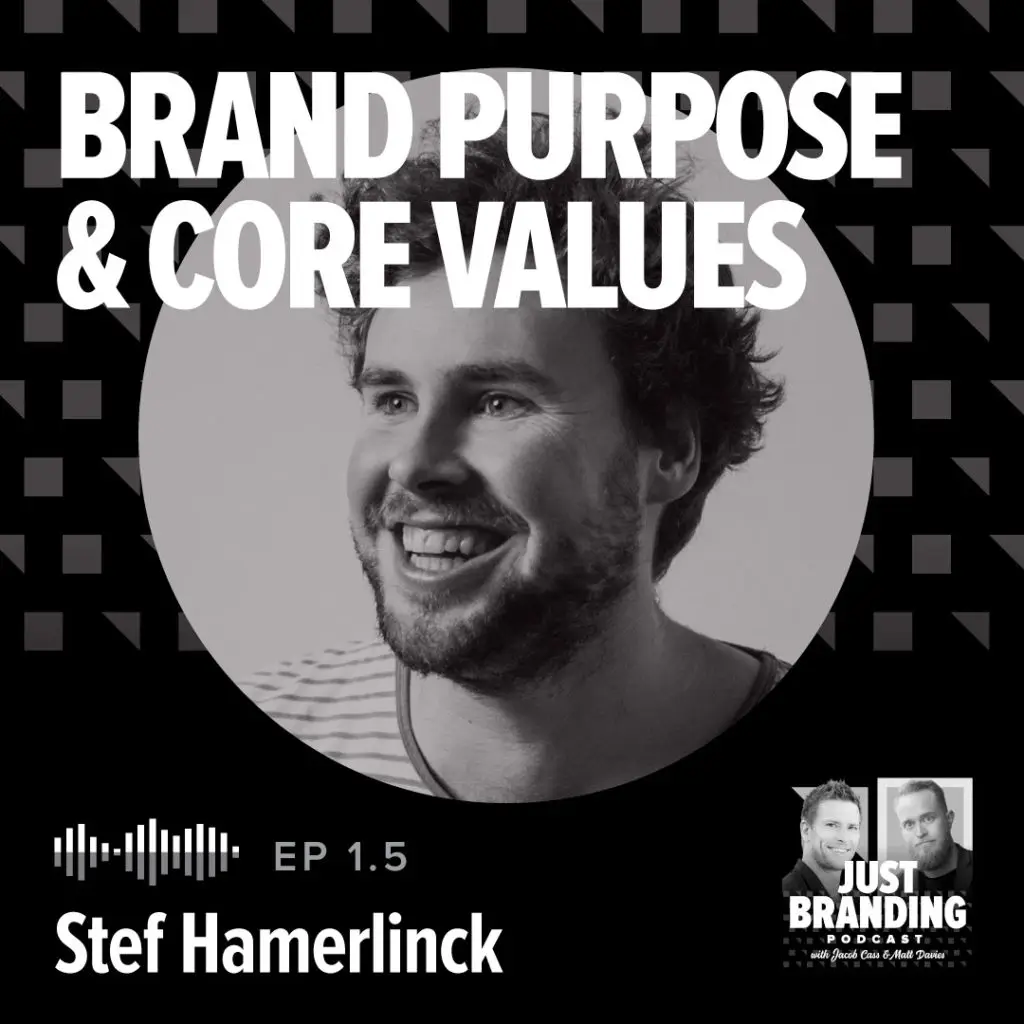 BRAND PURPOSE
& CORE VALUES
EP 1.5
Stef Hamerlinck
JUST
BRANDING
PODCAST
with Jacob Cass & Matt Davies